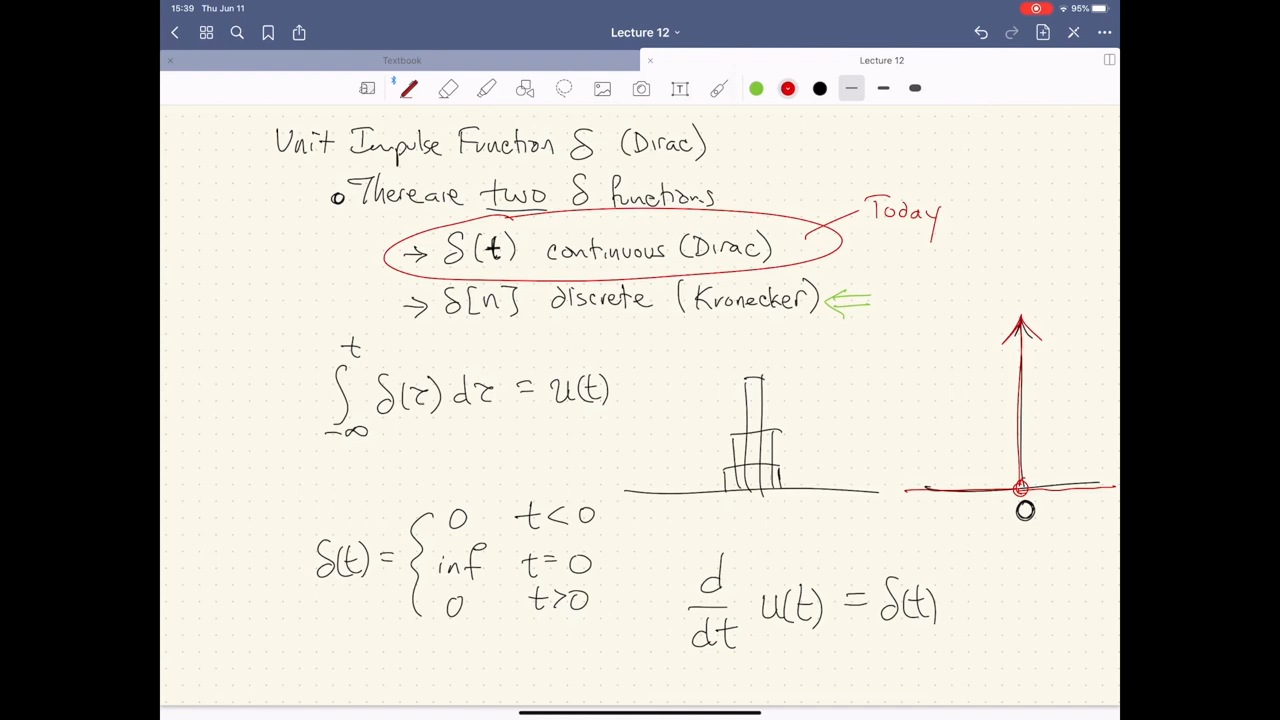 15:39 Thu Jun 11
95%
Lecture 12
Textbook
Lecture 12
T
Unit Impulse Function δ (Dirac)
There are two δ functions
Today
→ δ(t) continuous (Dirac)
→ δ[n] discrete (Kronecker)
t
∫ δ(τ) dτ = u(t)
-∞
0
δ(t) = { 0 t < 0
inf t = 0
0 t > 0
d/dt u(t) = δ(t)